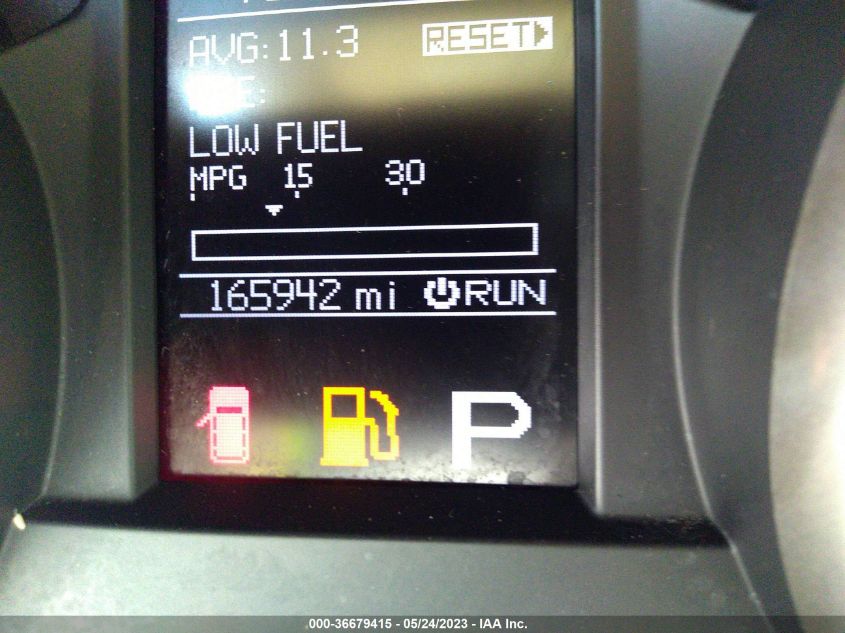 AVG:11.3 RESET
LOW FUEL
MPG 15 30
165942 mi RUN
P
000-36679415 - 05/24/2023 - IAA Inc.